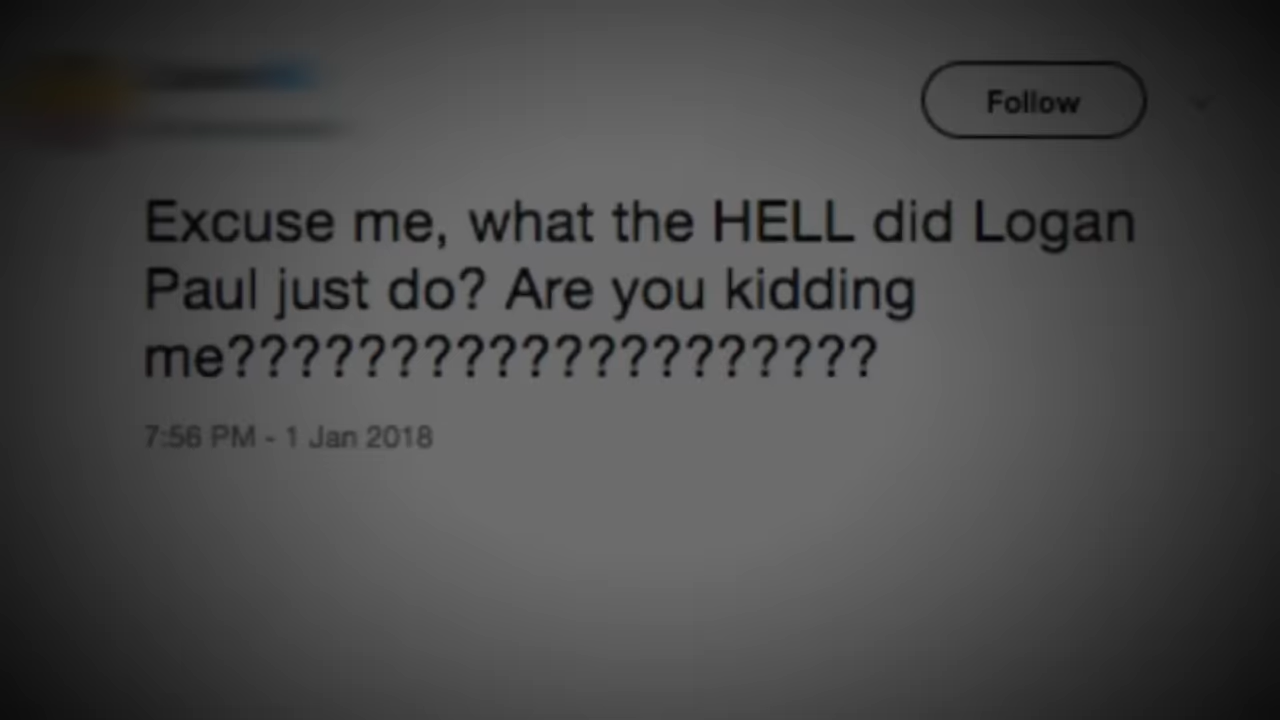 Follow
Excuse me, what the HELL did Logan
Paul just do? Are you kidding
me????????????????????
7:56 PM - 1 Jan 2018